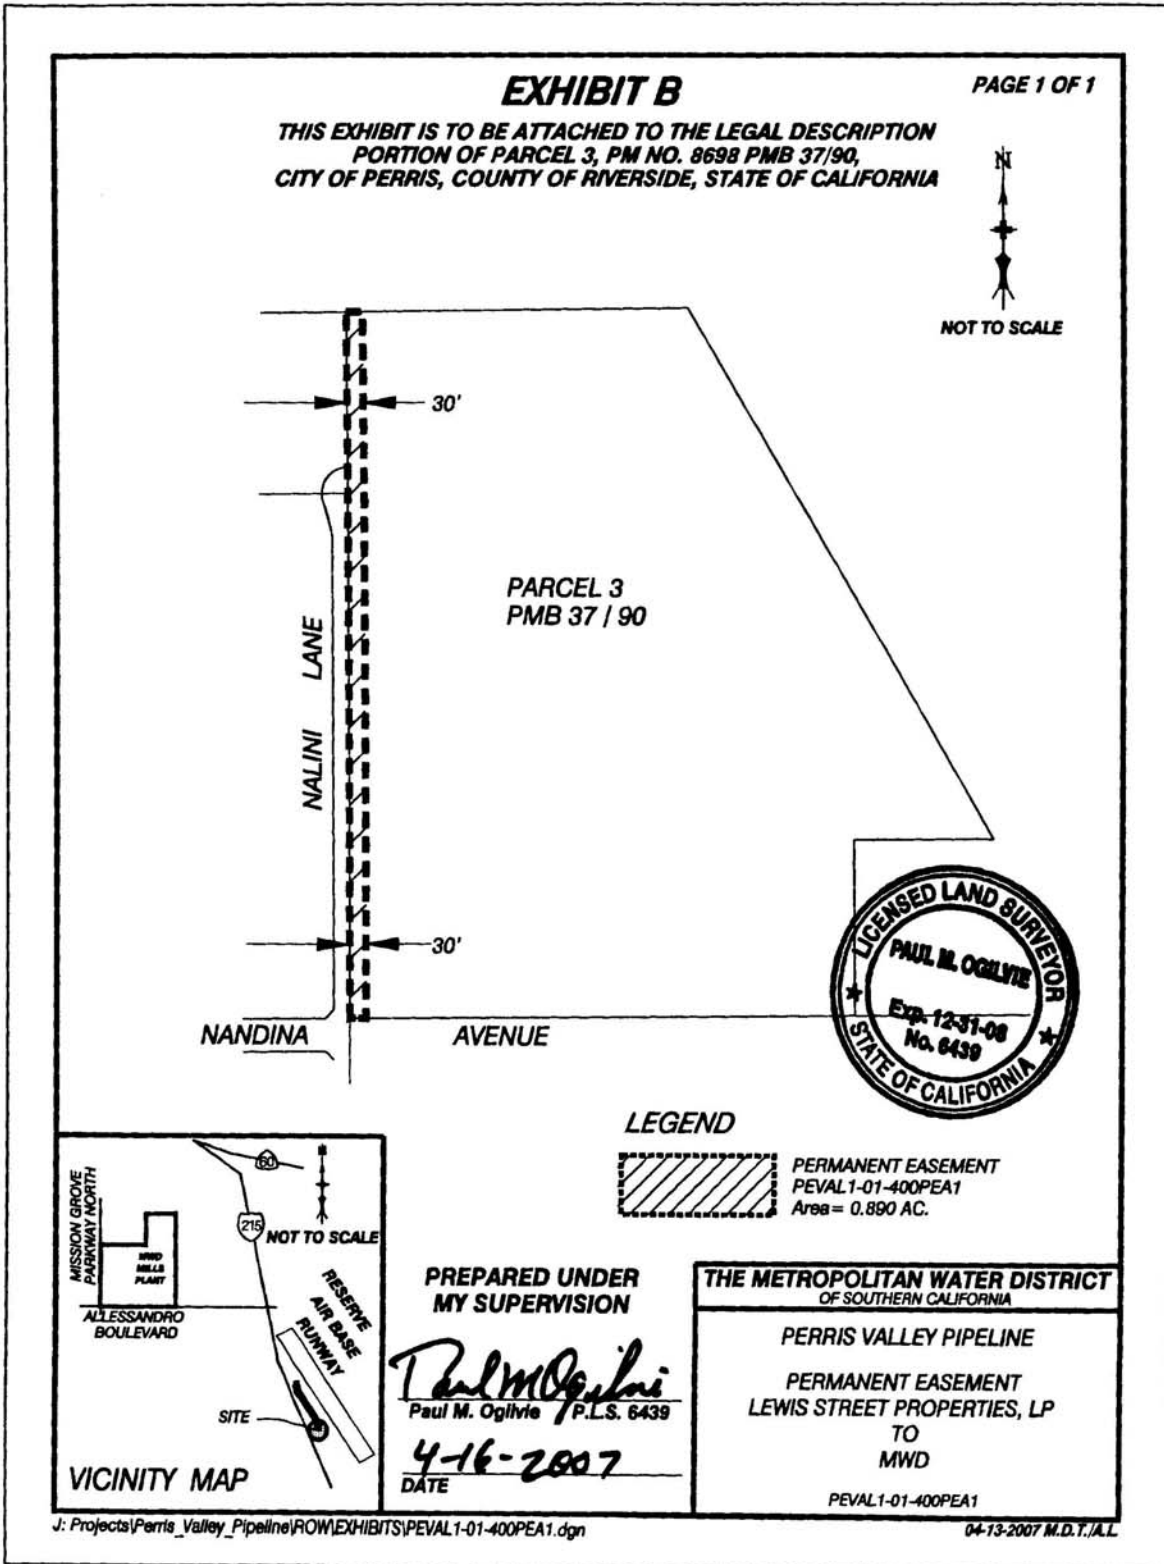 EXHIBIT B
PAGE 1 OF 1
THIS EXHIBIT IS TO BE ATTACHED TO THE LEGAL DESCRIPTION
PORTION OF PARCEL 3, PM NO. 8698 PMB 37/90,
CITY OF PERRIS, COUNTY OF RIVERSIDE, STATE OF CALIFORNIA
N
NOT TO SCALE
30'
PARCEL 3
PMB 37 / 90
NALINI LANE
30'
NANDINA AVENUE
LICENSED LAND SURVEYOR
PAUL M. OGILVIE
Exp. 12-31-08
No. 6439
STATE OF CALIFORNIA
LEGEND
PERMANENT EASEMENT
PEVAL1-01-400PEA1
Area= 0.890 AC.
60
215
NOT TO SCALE
MISSION GROVE
PARKWAY NORTH
MWD
MILLS
PLANT
ALLESSANDRO
BOULEVARD
RESERVE
AIR BASE
RUNWAY
SITE
VICINITY MAP
PREPARED UNDER
MY SUPERVISION
Paul M Ogilvie
Paul M. Ogilvie P.L.S. 6439
4-16-2007
DATE
THE METROPOLITAN WATER DISTRICT
OF SOUTHERN CALIFORNIA
PERRIS VALLEY PIPELINE
PERMANENT EASEMENT
LEWIS STREET PROPERTIES, LP
TO
MWD
PEVAL1-01-400PEA1
J: Projects\Perris_Valley_Pipeline\ROW\EXHIBITS\PEVAL1-01-400PEA1.dgn
04-13-2007 M.D.T./A.L.